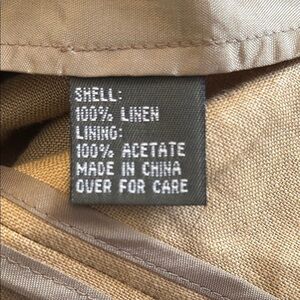 SHELL:
100% LINEN
LINING:
100% ACETATE
MADE IN CHINA
OVER FOR CARE